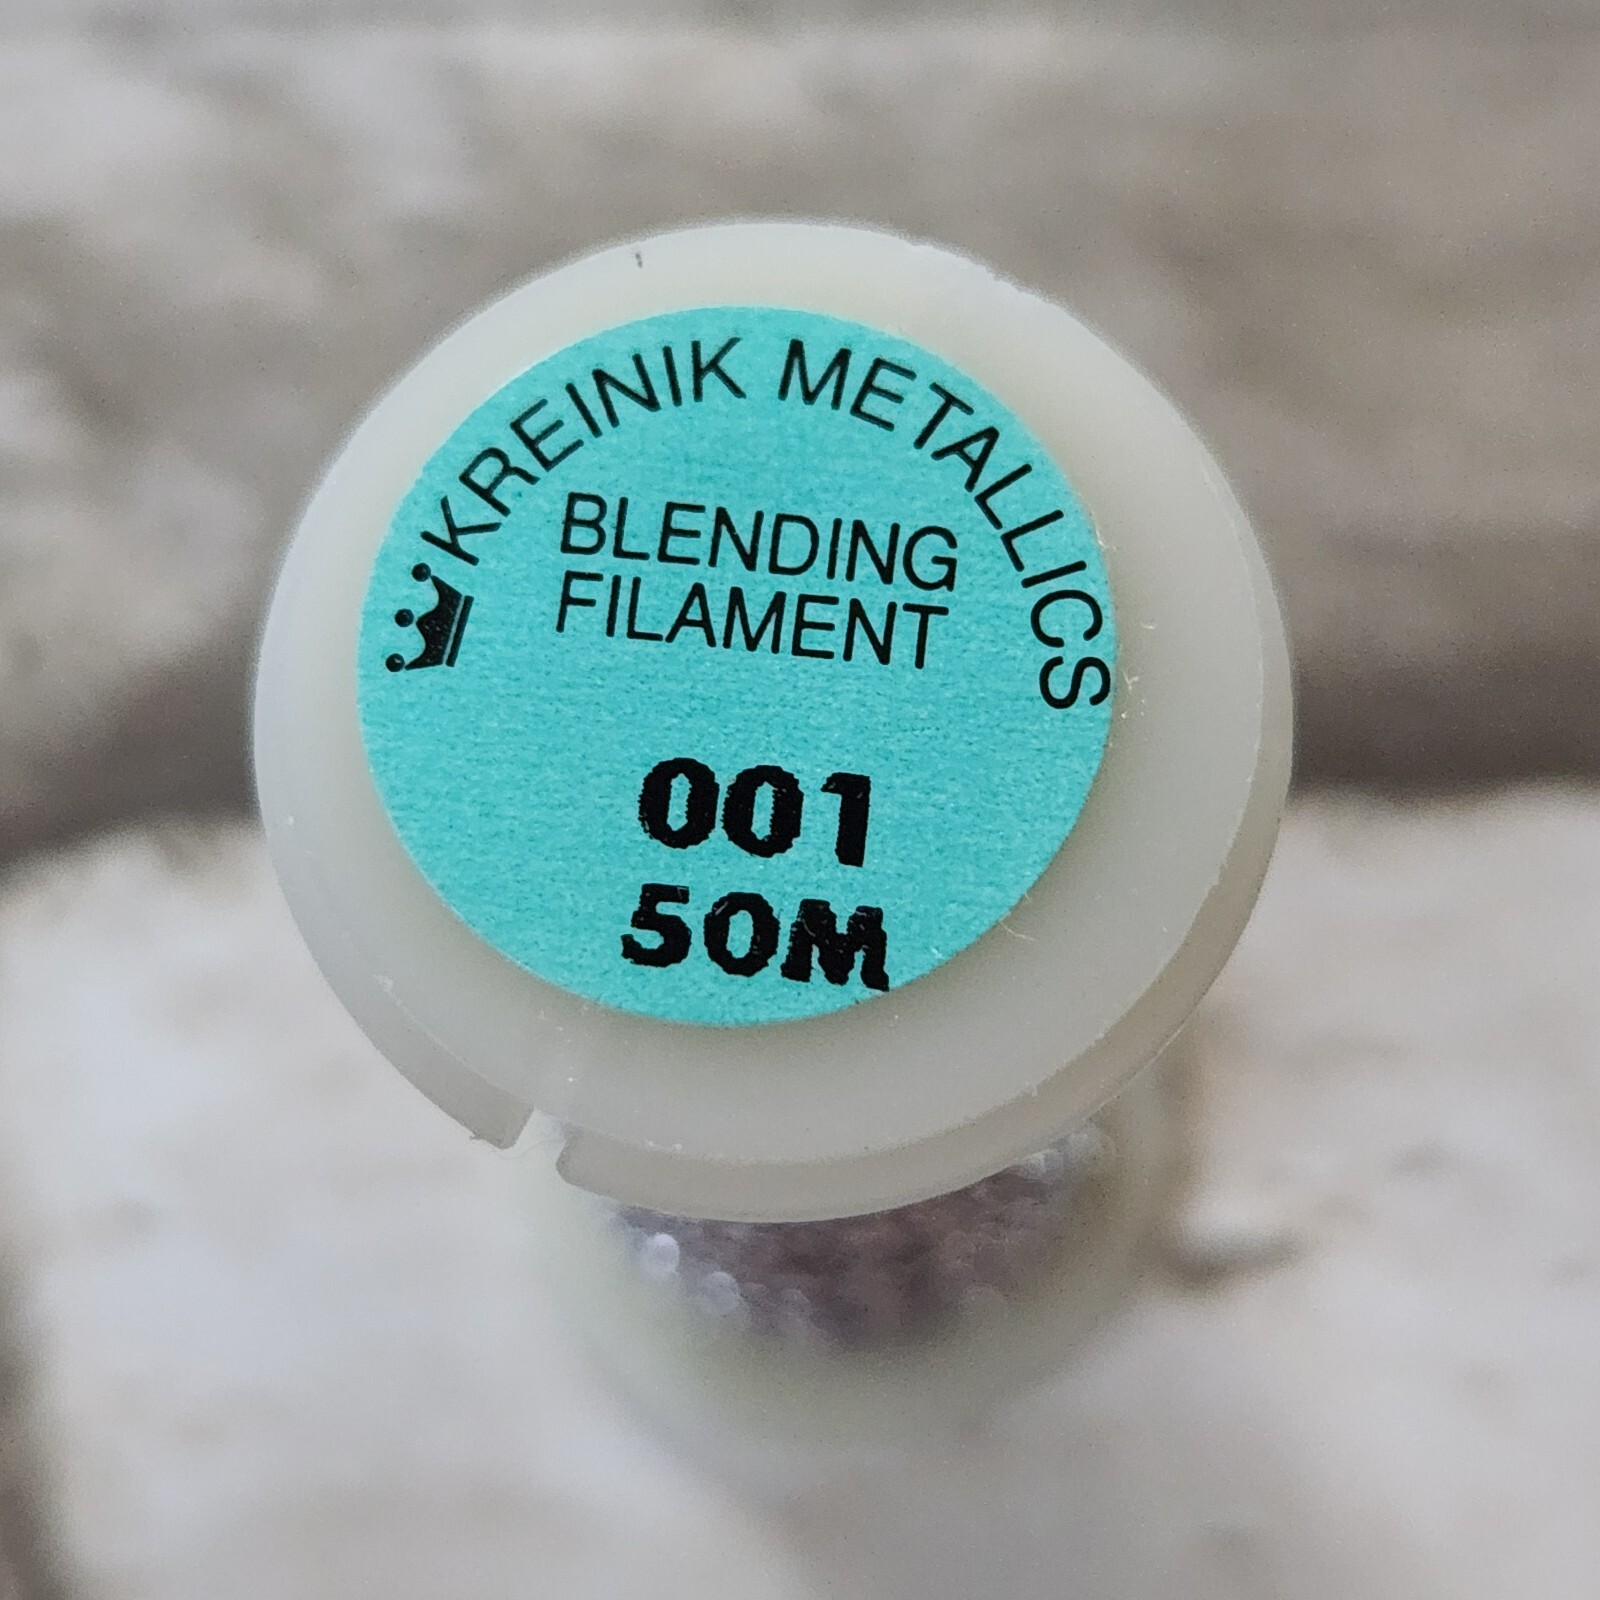 KREINIK METALLICS
BLENDING
FILAMENT
001
50M